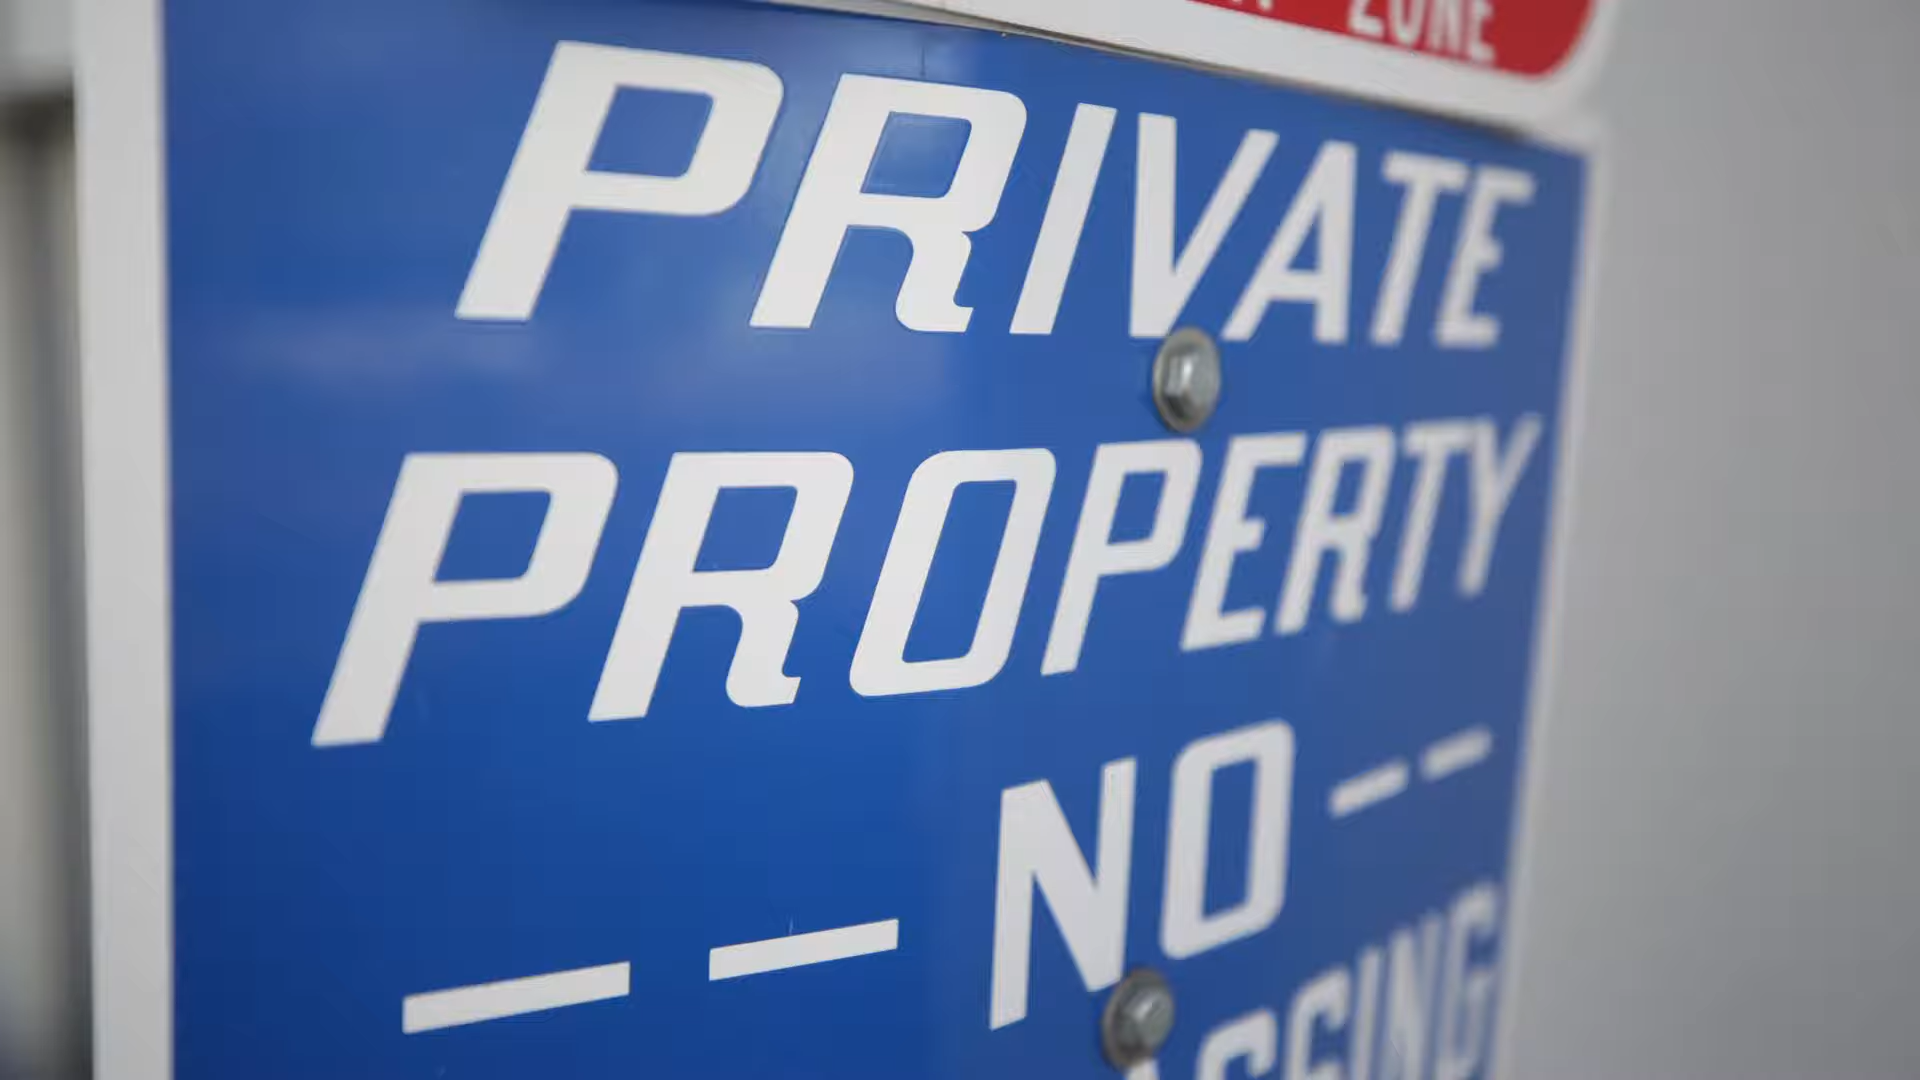 ZONE
PRIVATE
PROPERTY
-- NO --